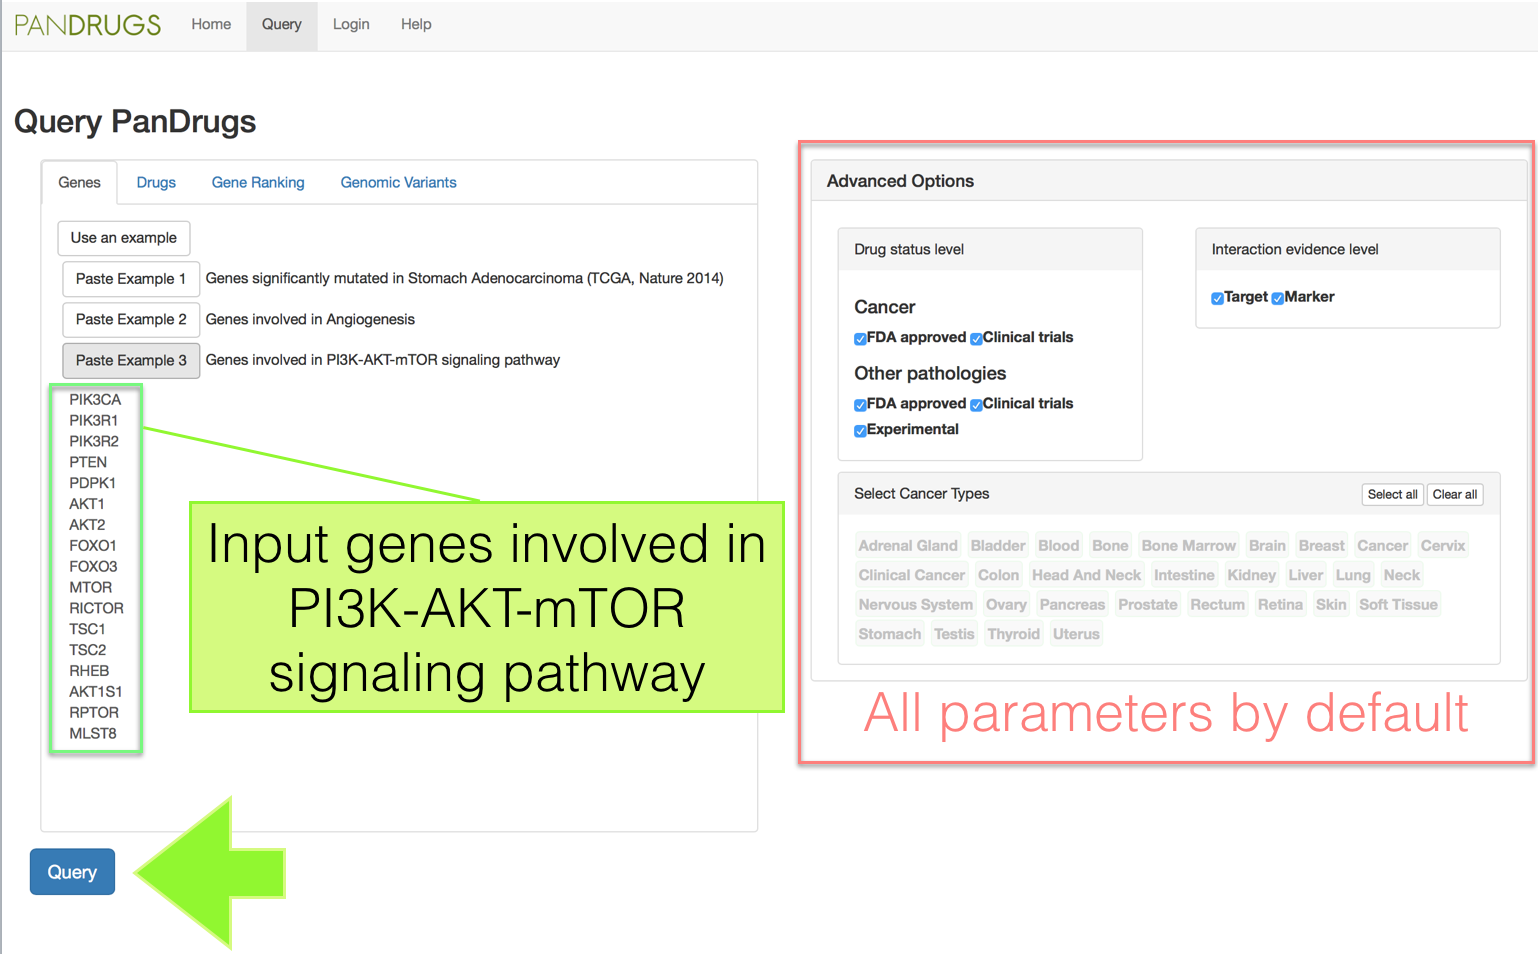 PANDRUGS Home Query Login Help
Query PanDrugs
Genes Drugs Gene Ranking Genomic Variants
Use an example
Paste Example 1 Genes significantly mutated in Stomach Adenocarcinoma (TCGA, Nature 2014)
Paste Example 2 Genes involved in Angiogenesis
Paste Example 3 Genes involved in PI3K-AKT-mTOR signaling pathway
PIK3CA
PIK3R1
PIK3R2
PTEN
PDPK1
AKT1
AKT2
FOXO1
FOXO3
MTOR
RICTOR
TSC1
TSC2
RHEB
AKT1S1
RPTOR
MLST8
Input genes involved in
PI3K-AKT-mTOR
signaling pathway
Query
Advanced Options
Drug status level
Cancer
FDA approved Clinical trials
Other pathologies
FDA approved Clinical trials
Experimental
Interaction evidence level
Target Marker
Select Cancer Types Select all Clear all
Adrenal Gland Bladder Blood Bone Bone Marrow Brain Breast Cancer Cervix
Clinical Cancer Colon Head And Neck Intestine Kidney Liver Lung Neck
Nervous System Ovary Pancreas Prostate Rectum Retina Skin Soft Tissue
Stomach Testis Thyroid Uterus
All parameters by default